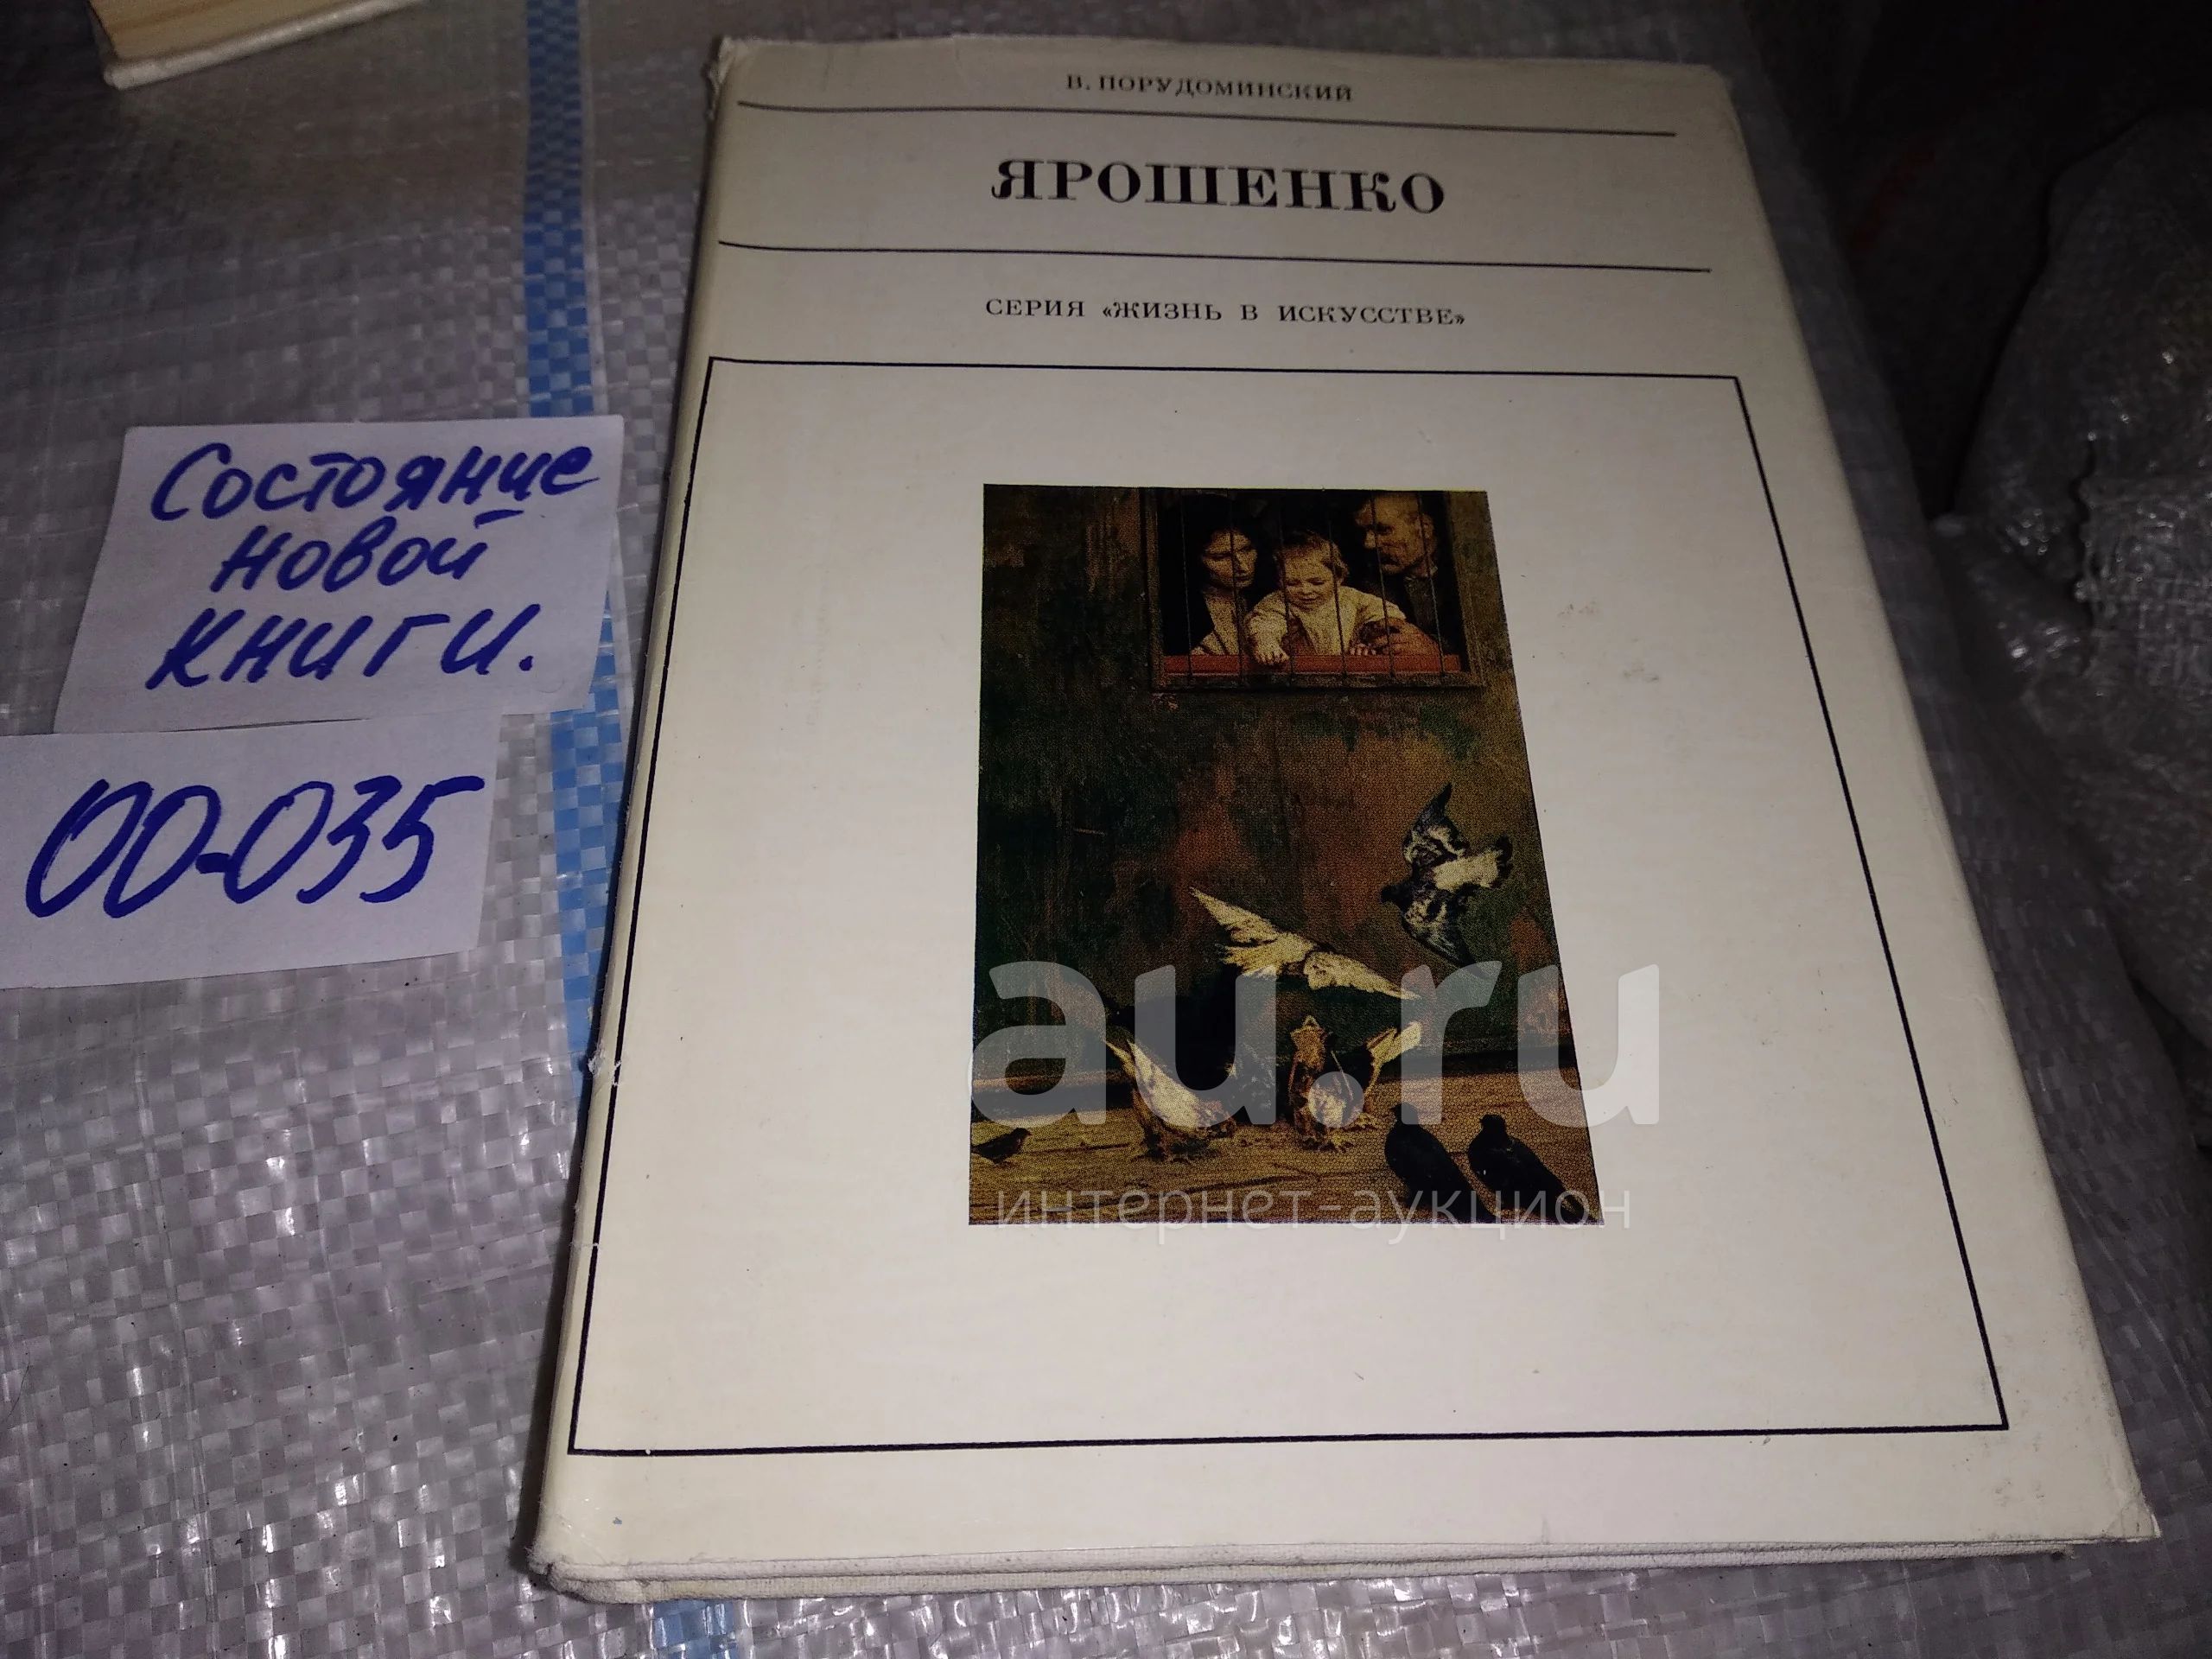 В. ПОРУДОМИНСКИЙ
ЯРОШЕНКО
СЕРИЯ «ЖИЗНЬ В ИСКУССТВЕ»
Состояние
новой
книги.
00-035
au.ru
интернет-аукцион